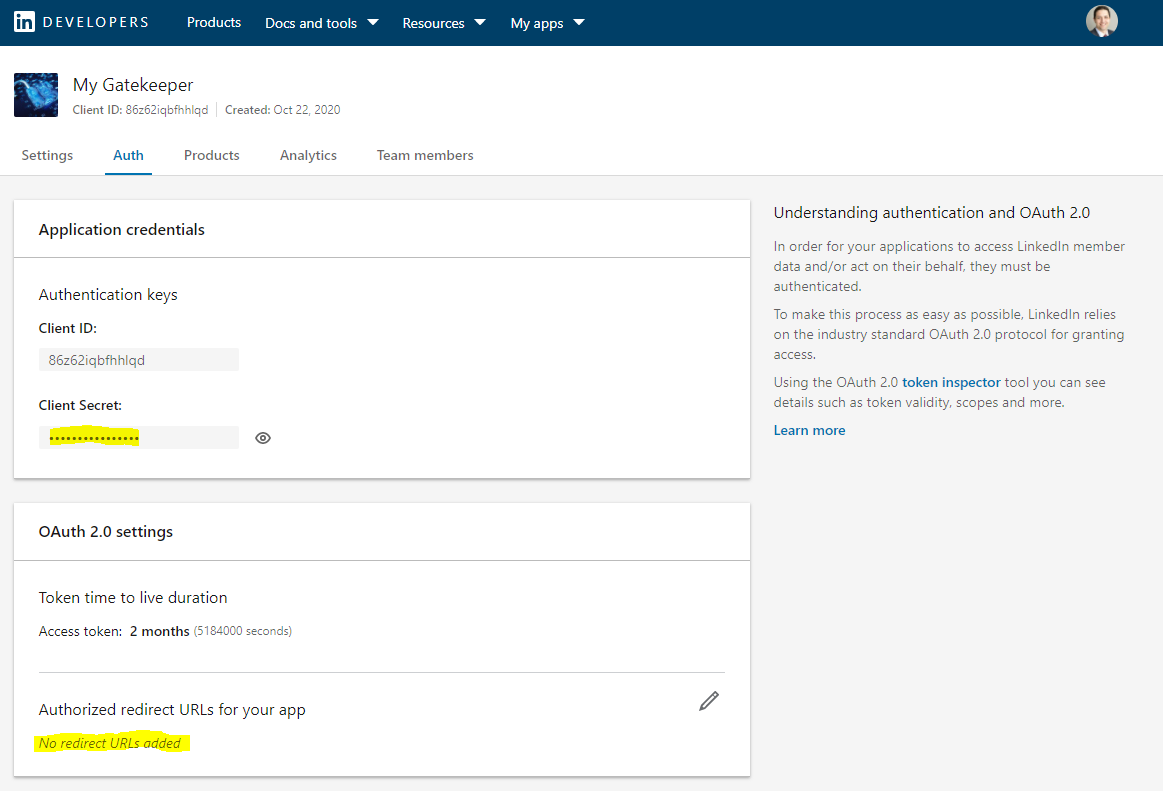 in DEVELOPERS Products Docs and tools Resources My apps
My Gatekeeper
Client ID: 86z62iqbfhhlqd Created: Oct 22, 2020
Settings Auth Products Analytics Team members
Application credentials
Authentication keys
Client ID:
86z62iqbfhhlqd
Client Secret:
••••••••••••••••
OAuth 2.0 settings
Token time to live duration
Access token: 2 months (5184000 seconds)
Authorized redirect URLs for your app
No redirect URLs added
Understanding authentication and OAuth 2.0
In order for your applications to access LinkedIn member
data and/or act on their behalf, they must be
authenticated.
To make this process as easy as possible, LinkedIn relies
on the industry standard OAuth 2.0 protocol for granting
access.
Using the OAuth 2.0 token inspector tool you can see
details such as token validity, scopes and more.
Learn more